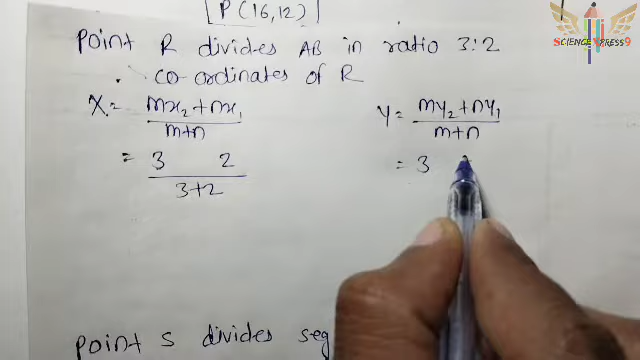 [P(16,12)]
SCIENCE XPRESS9
point R divides AB in ratio 3:2
co-ordinates of R
x = mx₂+nx₁ / m+n
y = my₂+ny₁ / m+n
= 3 2 / 3+2
= 3
point S divides seg